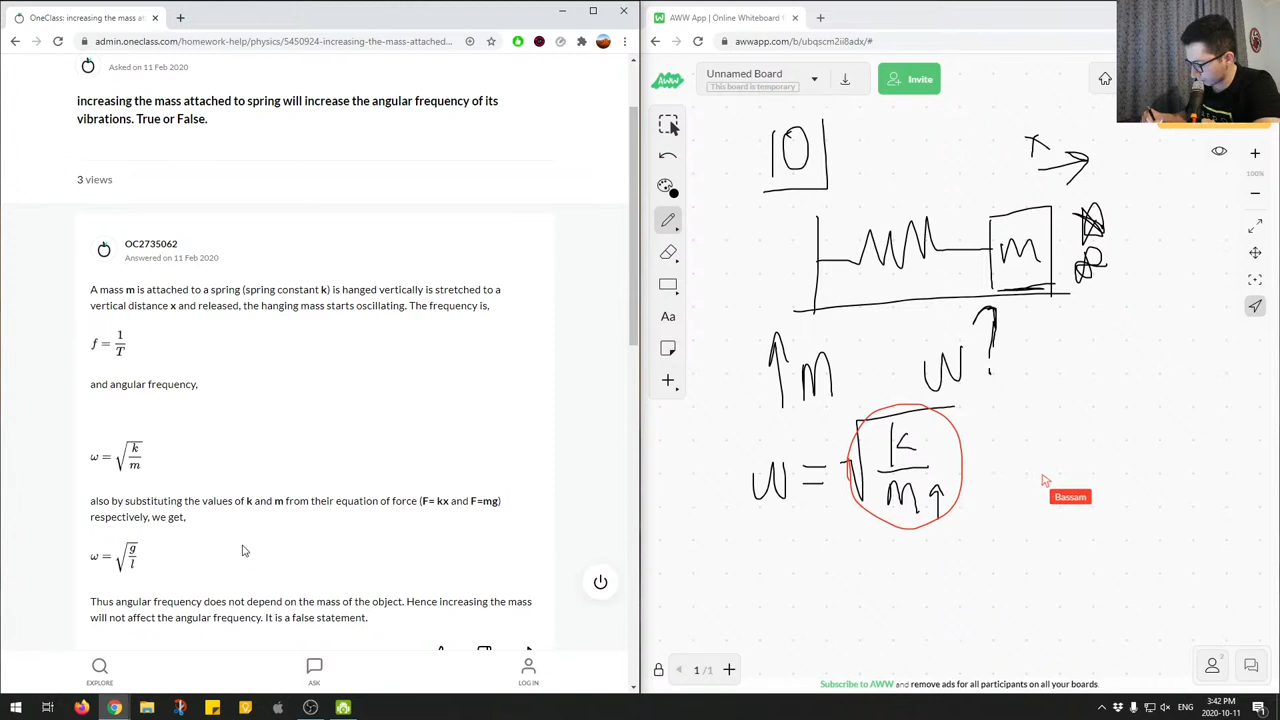 OneClass: increasing the mass at
admin.oneclass.com/homework-help/physics/5450924-increasing-the-mass-attached...
Asked on 11 Feb 2020
increasing the mass attached to spring will increase the angular frequency of its
vibrations. True or False.
3 views
OC2735062
Answered on 11 Feb 2020
A mass m is attached to a spring (spring constant k) is hanged vertically is stretched to a
vertical distance x and released, the hanging mass starts oscillating. The frequency is,
f = 1/T
and angular frequency,
ω = √(k/m)
also by substituting the values of k and m from their equation of force (F= kx and F=mg)
respectively, we get,
ω = √(g/l)
Thus angular frequency does not depend on the mass of the object. Hence increasing the mass
will not affect the angular frequency. It is a false statement.
EXPLORE
ASK
LOG IN
AWW App | Online Whiteboard f
awwapp.com/b/ubqscm2ii8adx/#
Unnamed Board
This board is temporary
Invite
10
x
m
↑ m
w ?
w = √(k/m↑)
Bassam
Aa
100%
1 / 1
2
Subscribe to AWW and remove ads for all participants on all your boards.
ENG
3:42 PM
2020-10-11
1